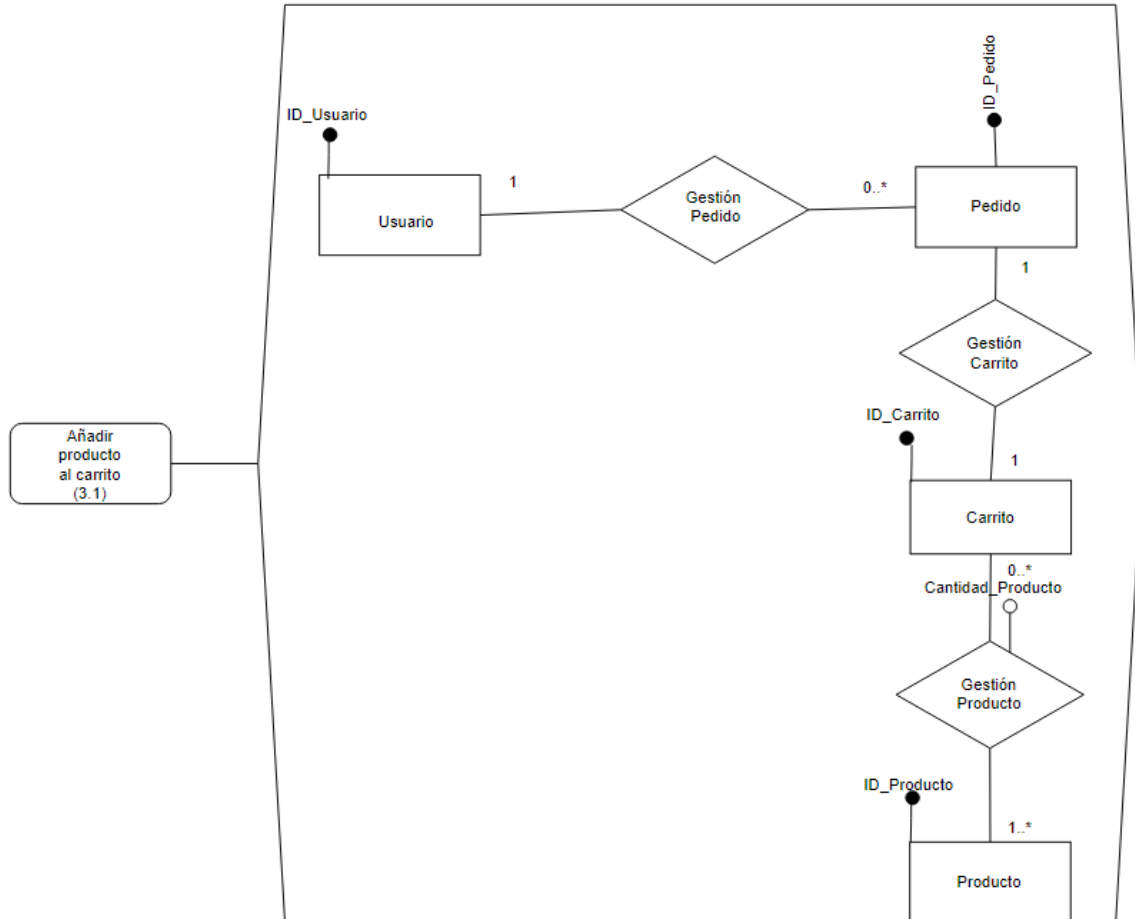 ID_Pedido
ID_Usuario
1
0..*
Gestión
Pedido
Usuario
Pedido
1
Gestión
Carrito
ID_Carrito
Añadir
producto
al carrito
(3.1)
1
Carrito
0..*
Cantidad_Producto
Gestión
Producto
ID_Producto
1..*
Producto